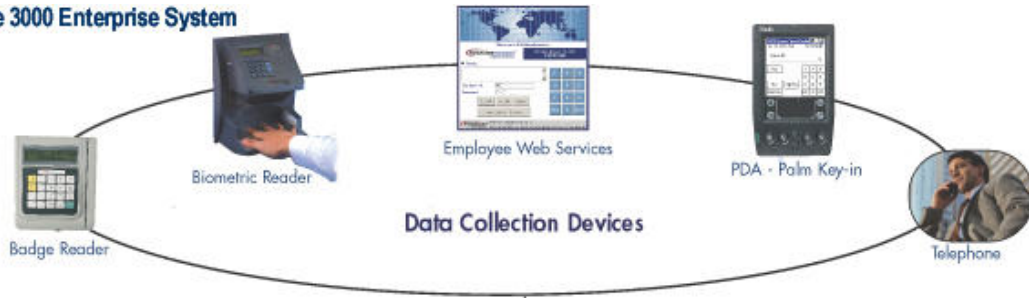 e 3000 Enterprise System
Employee Web Services
Biometric Reader
PDA - Palm Key-in
Data Collection Devices
Badge Reader
Telephone